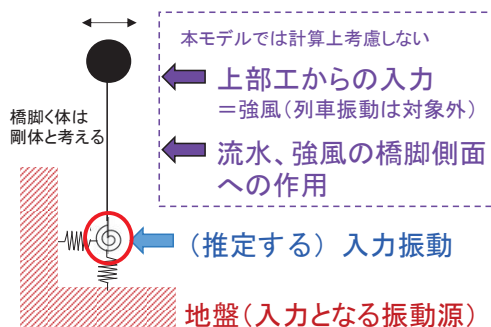 本モデルでは計算上考慮しない
上部工からの入力
＝強風（列車振動は対象外）
橋脚く体は
剛体と考える
流水、強風の橋脚側面
への作用
（推定する）入力振動
地盤（入力となる振動源）